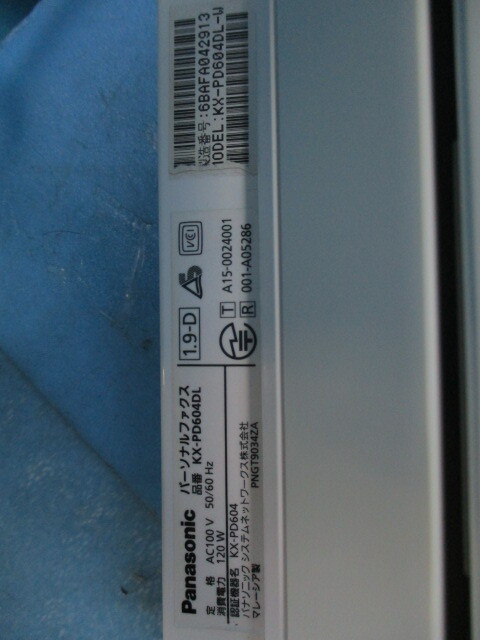 製造番号:6BAFA042913
MODEL:KX-PD604DL-W
Panasonic パーソナルファクス
品番 KX-PD604DL
定 格 AC100 V 50/60 Hz
消費電力 120 W
認証機器名 KX-PD604
パナソニック システムネットワークス株式会社
マレーシア製 PNGT90342ZA
1.9-D
VCCI
T A15-0024001
R 001-A05286